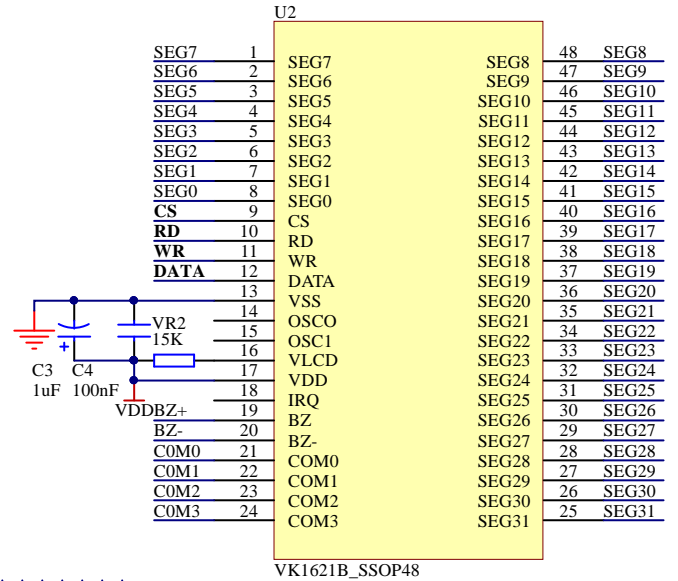 U2
SEG7 1 SEG7 SEG8 48 SEG8
SEG6 2 SEG6 SEG9 47 SEG9
SEG5 3 SEG5 SEG10 46 SEG10
SEG4 4 SEG4 SEG11 45 SEG11
SEG3 5 SEG3 SEG12 44 SEG12
SEG2 6 SEG2 SEG13 43 SEG13
SEG1 7 SEG1 SEG14 42 SEG14
SEG0 8 SEG0 SEG15 41 SEG15
CS 9 CS SEG16 40 SEG16
RD 10 RD SEG17 39 SEG17
WR 11 WR SEG18 38 SEG18
DATA 12 DATA SEG19 37 SEG19
13 VSS SEG20 36 SEG20
14 OSCO SEG21 35 SEG21
VR2
15K 15 OSC1 SEG22 34 SEG22
16 VLCD SEG23 33 SEG23
C3 C4 17 VDD SEG24 32 SEG24
1uF 100nF 18 IRQ SEG25 31 SEG25
VDD BZ+ 19 BZ SEG26 30 SEG26
BZ- 20 BZ- SEG27 29 SEG27
C0M0 21 COM0 SEG28 28 SEG28
C0M1 22 COM1 SEG29 27 SEG29
C0M2 23 COM2 SEG30 26 SEG30
C0M3 24 COM3 SEG31 25 SEG31
VK1621B_SSOP48